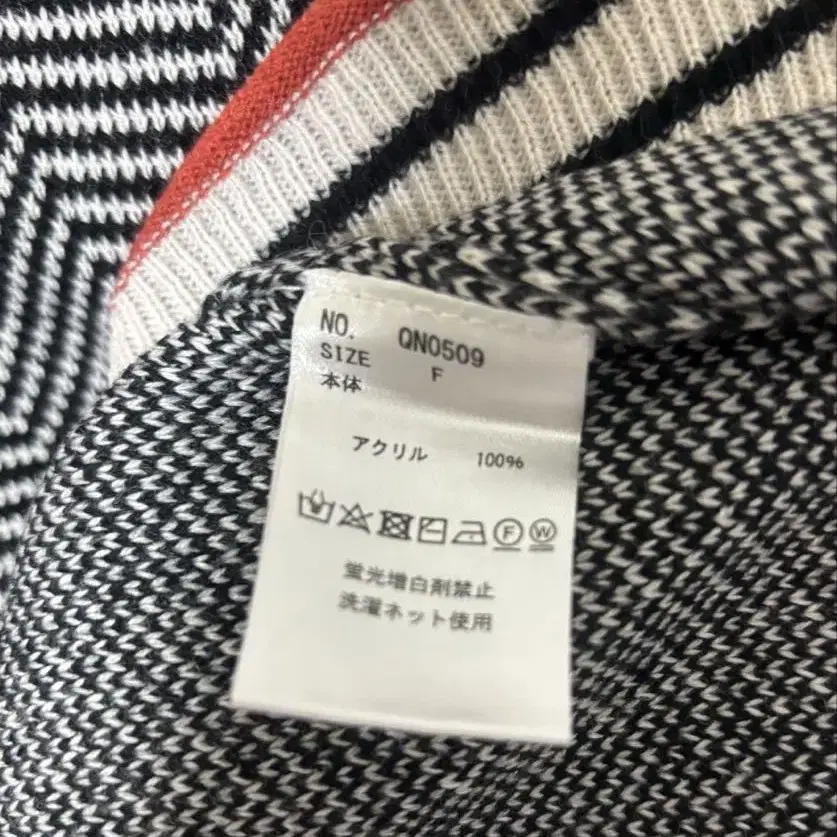 NO. QN0509
SIZE F
本体
アクリル 100%
F W
蛍光増白剤禁止
洗濯ネット使用